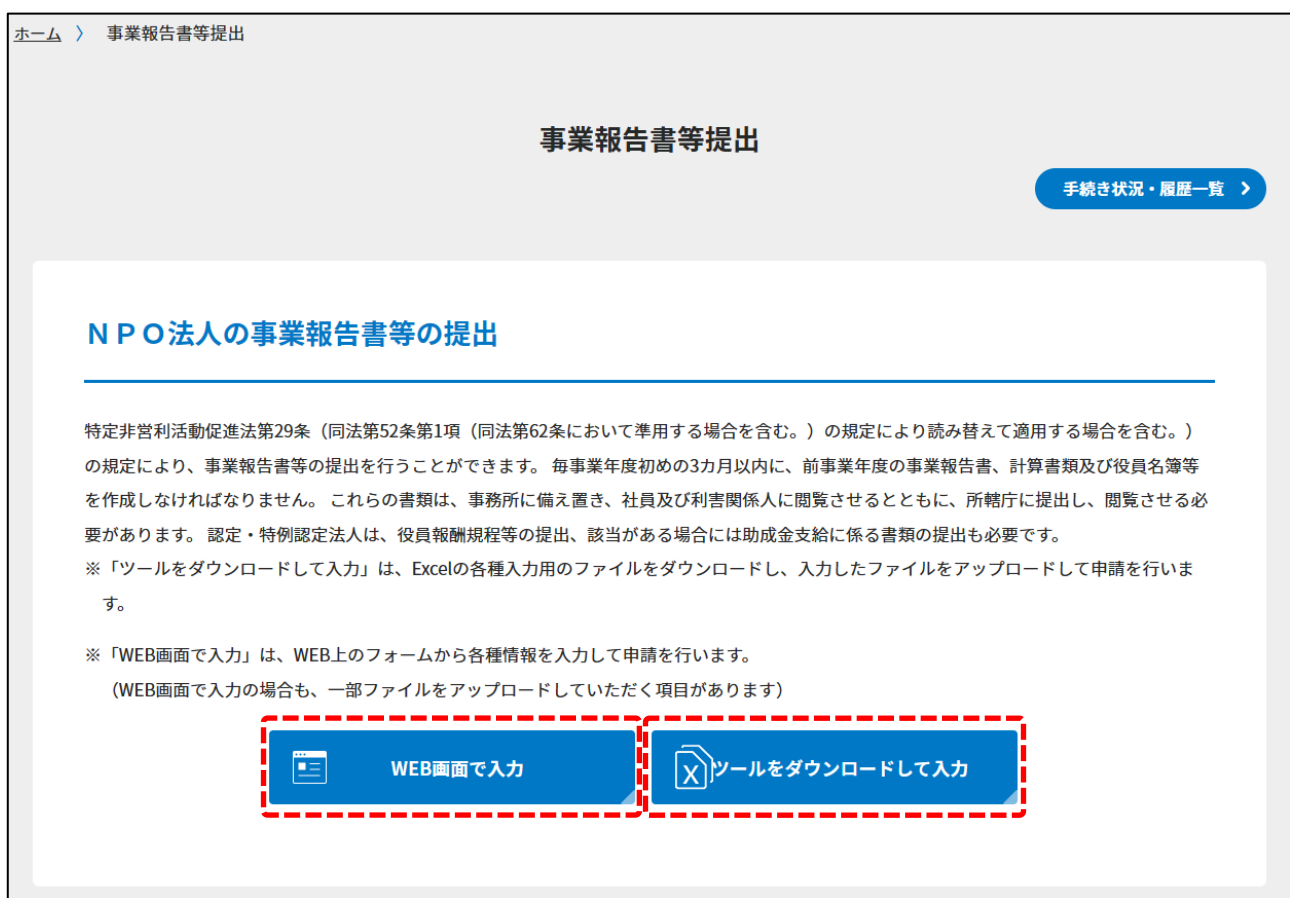 ホーム 〉 事業報告書等提出
事業報告書等提出
手続き状況・履歴一覧
ＮＰＯ法人の事業報告書等の提出
特定非営利活動促進法第29条（同法第52条第1項（同法第62条において準用する場合を含む。）の規定により読み替えて適用する場合を含む。）
の規定により、事業報告書等の提出を行うことができます。 毎事業年度初めの3カ月以内に、前事業年度の事業報告書、計算書類及び役員名簿等
を作成しなければなりません。 これらの書類は、事務所に備え置き、社員及び利害関係人に閲覧させるとともに、所轄庁に提出し、閲覧させる必
要があります。 認定・特例認定法人は、役員報酬規程等の提出、該当がある場合には助成金支給に係る書類の提出も必要です。
※「ツールをダウンロードして入力」は、Excelの各種入力用のファイルをダウンロードし、入力したファイルをアップロードして申請を行いま
す。
※「WEB画面で入力」は、WEB上のフォームから各種情報を入力して申請を行います。
（WEB画面で入力の場合も、一部ファイルをアップロードしていただく項目があります）
WEB画面で入力
ツールをダウンロードして入力